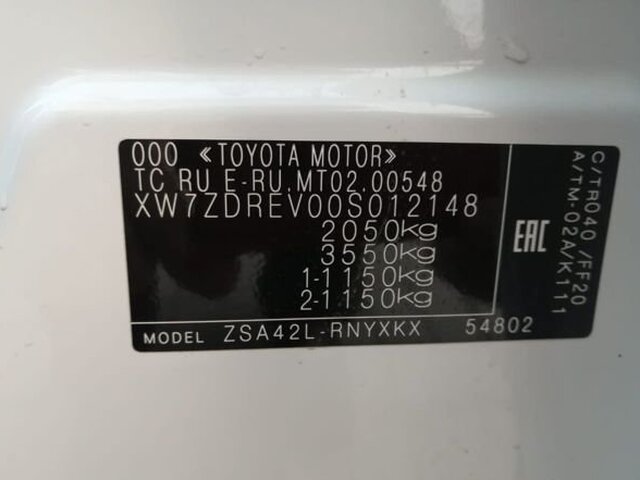 OOO «TOYOTA MOTOR»
TC RU E-RU.MT02.00548
XW7ZDREV00S012148
2050kg
3550kg
1-1150kg
2-1150kg
MODEL ZSA42L-RNYXKX 54802
EAC
C/TR040 /FF20
A/TM-02A/K111